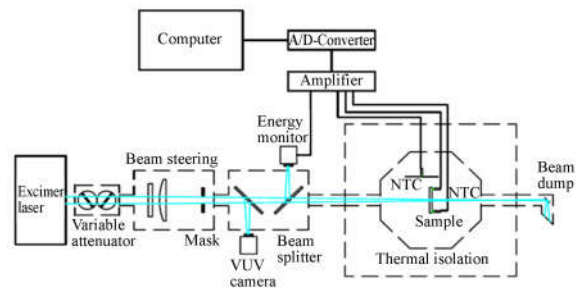 Computer
A/D-Converter
Amplifier
Energy
monitor
Beam steering
Excimer
laser
Variable
attenuator
Mask
VUV
camera
Beam
splitter
NTC
NTC
Sample
Thermal isolation
Beam
dump